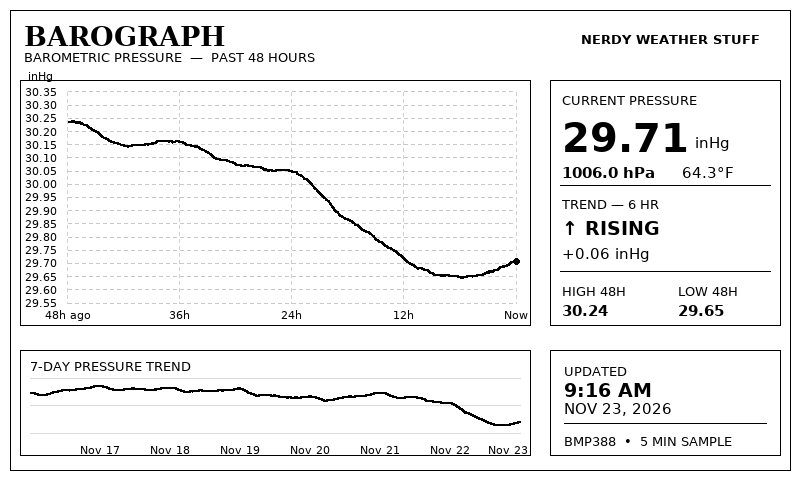 BAROGRAPH
BAROMETRIC PRESSURE — PAST 48 HOURS
NERDY WEATHER STUFF
inHg
30.35
30.30
30.25
30.20
30.15
30.10
30.05
30.00
29.95
29.90
29.85
29.80
29.75
29.70
29.65
29.60
29.55
48h ago 36h 24h 12h Now
CURRENT PRESSURE
29.71 inHg
1006.0 hPa 64.3°F
TREND — 6 HR
↑ RISING
+0.06 inHg
HIGH 48H LOW 48H
30.24 29.65
7-DAY PRESSURE TREND
Nov 17 Nov 18 Nov 19 Nov 20 Nov 21 Nov 22 Nov 23
UPDATED
9:16 AM
NOV 23, 2026
BMP388 • 5 MIN SAMPLE